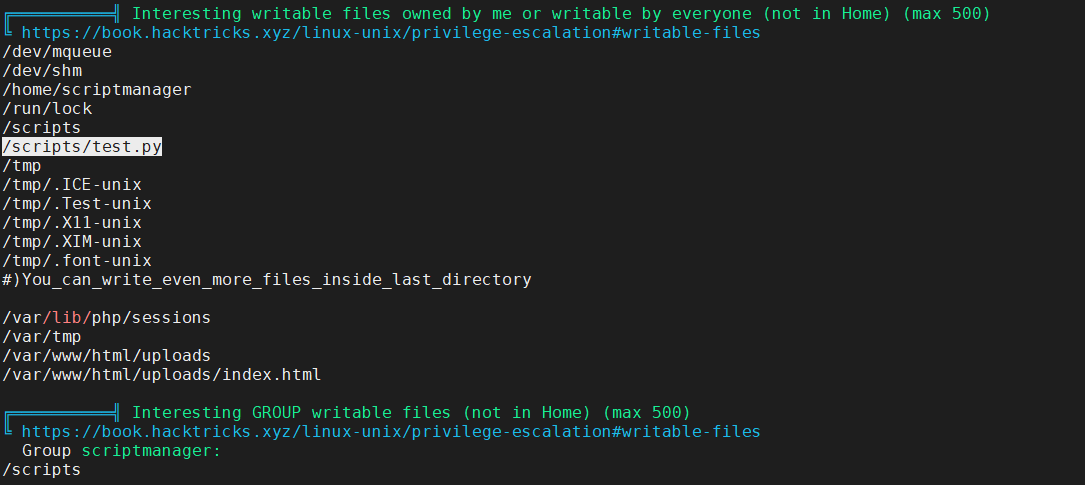 ╔══════════╣ Interesting writable files owned by me or writable by everyone (not in Home) (max 500)
╚ https://book.hacktricks.xyz/linux-unix/privilege-escalation#writable-files
/dev/mqueue
/dev/shm
/home/scriptmanager
/run/lock
/scripts
/scripts/test.py
/tmp
/tmp/.ICE-unix
/tmp/.Test-unix
/tmp/.X11-unix
/tmp/.XIM-unix
/tmp/.font-unix
#)You_can_write_even_more_files_inside_last_directory
/var/lib/php/sessions
/var/tmp
/var/www/html/uploads
/var/www/html/uploads/index.html
╔══════════╣ Interesting GROUP writable files (not in Home) (max 500)
╚ https://book.hacktricks.xyz/linux-unix/privilege-escalation#writable-files
Group scriptmanager:
/scripts